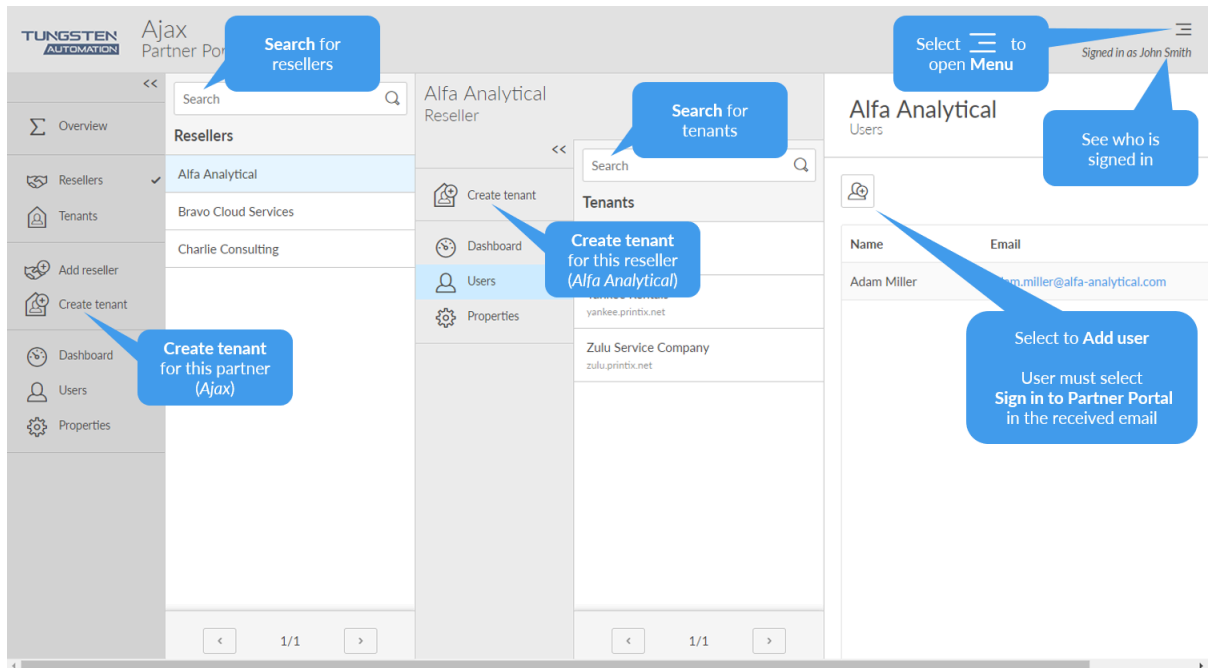 TUNGSTEN
AUTOMATION
Ajax
Partner Por
Search for
resellers
Select to
open Menu
Signed in as John Smith
See who is
signed in
<<
Overview
Resellers
Tenants
Add reseller
Create tenant
Create tenant
for this partner
(Ajax)
Dashboard
Users
Properties
Search
Resellers
Alfa Analytical
Bravo Cloud Services
Charlie Consulting
< 1/1 >
Alfa Analytical
Reseller
<<
Create tenant
Dashboard
Users
Properties
Create tenant
for this reseller
(Alfa Analytical)
Search for
tenants
Search
Tenants
yankee.printix.net
Zulu Service Company
zulu.printix.net
< 1/1 >
Alfa Analytical
Users
Name Email
Adam Miller .miller@alfa-analytical.com
Select to Add user
User must select
Sign in to Partner Portal
in the received email